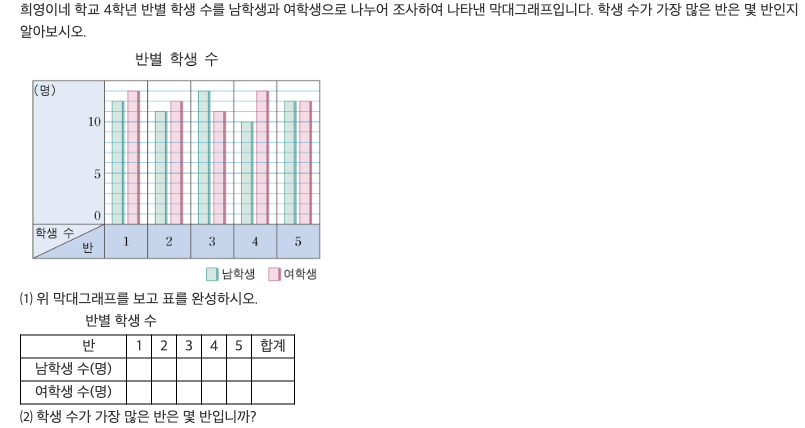 희영이네 학교 4학년 반별 학생 수를 남학생과 여학생으로 나누어 조사하여 나타낸 막대그래프입니다. 학생 수가 가장 많은 반은 몇 반인지
알아보시오.
반별 학생 수
(명)
10
5
0
학생 수
반
1 2 3 4 5
남학생 여학생
(1) 위 막대그래프를 보고 표를 완성하시오.
반별 학생 수
반 1 2 3 4 5 합계
남학생 수(명)
여학생 수(명)
(2) 학생 수가 가장 많은 반은 몇 반입니까?